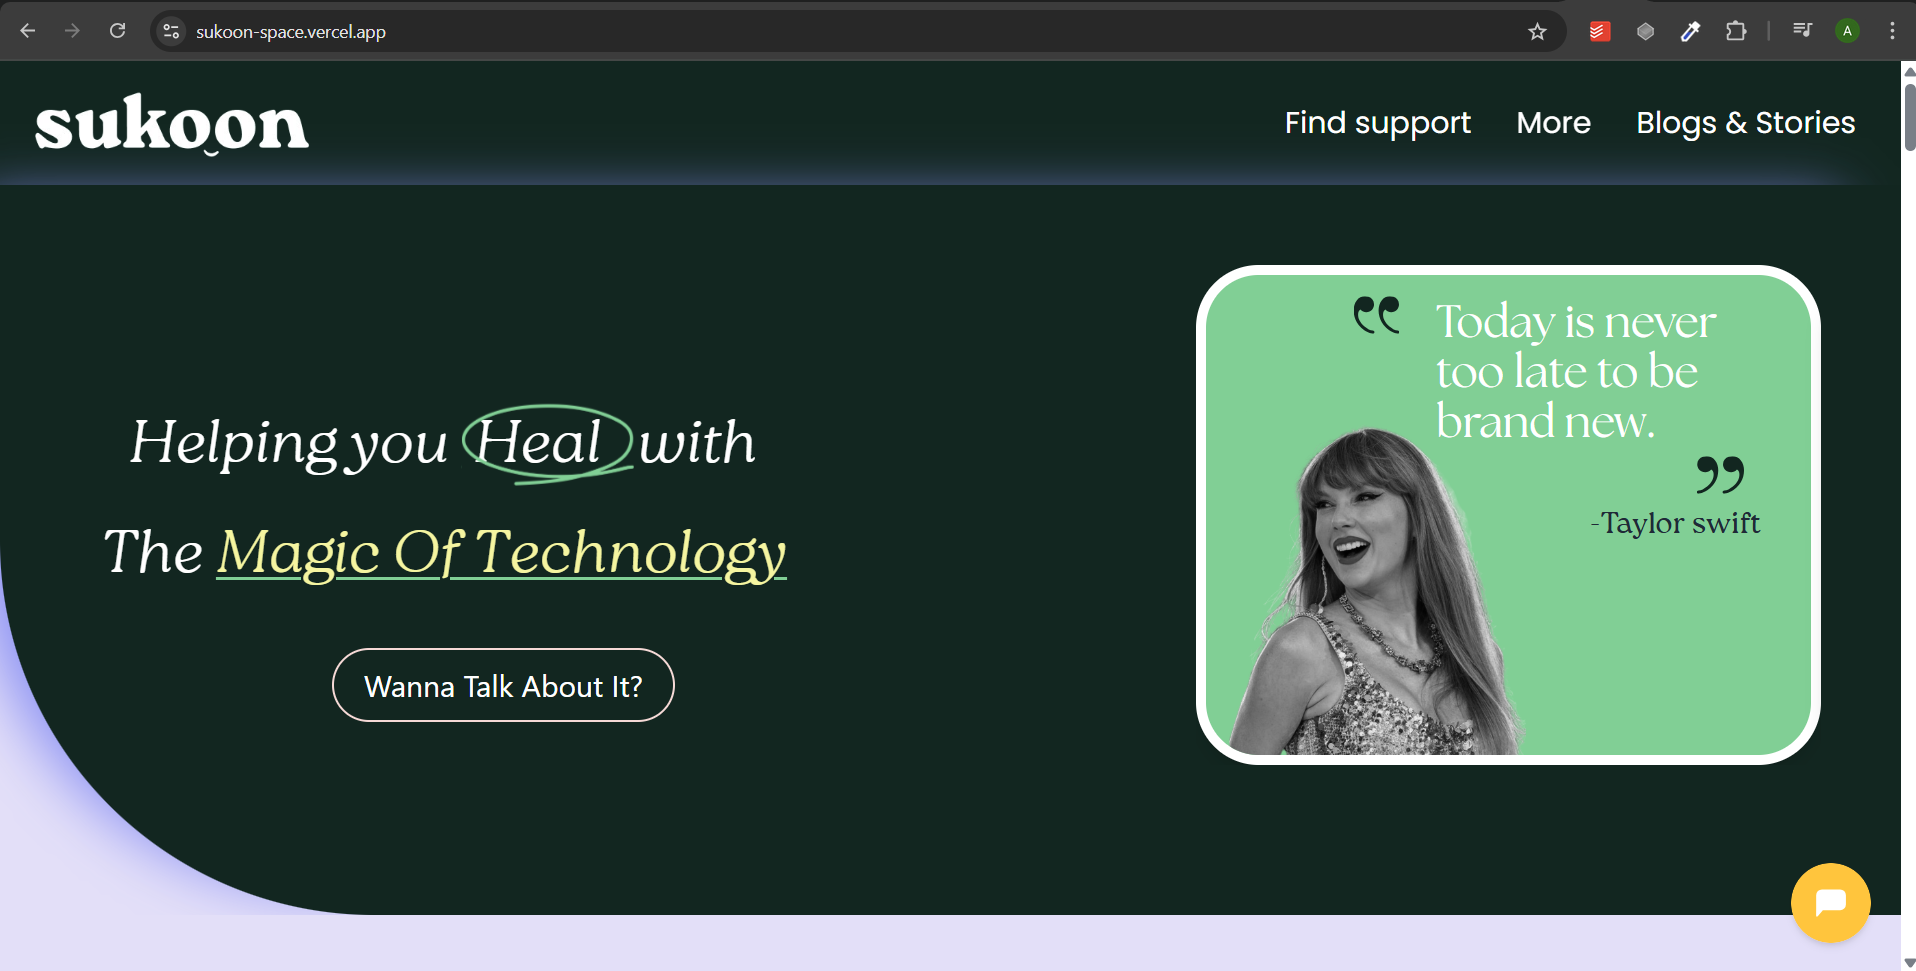 sukoon-space.vercel.app
A
sukoon
Find support More Blogs & Stories
“ Today is never
too late to be
brand new.
”
-Taylor swift
Helping you Heal with
The Magic Of Technology
Wanna Talk About It?